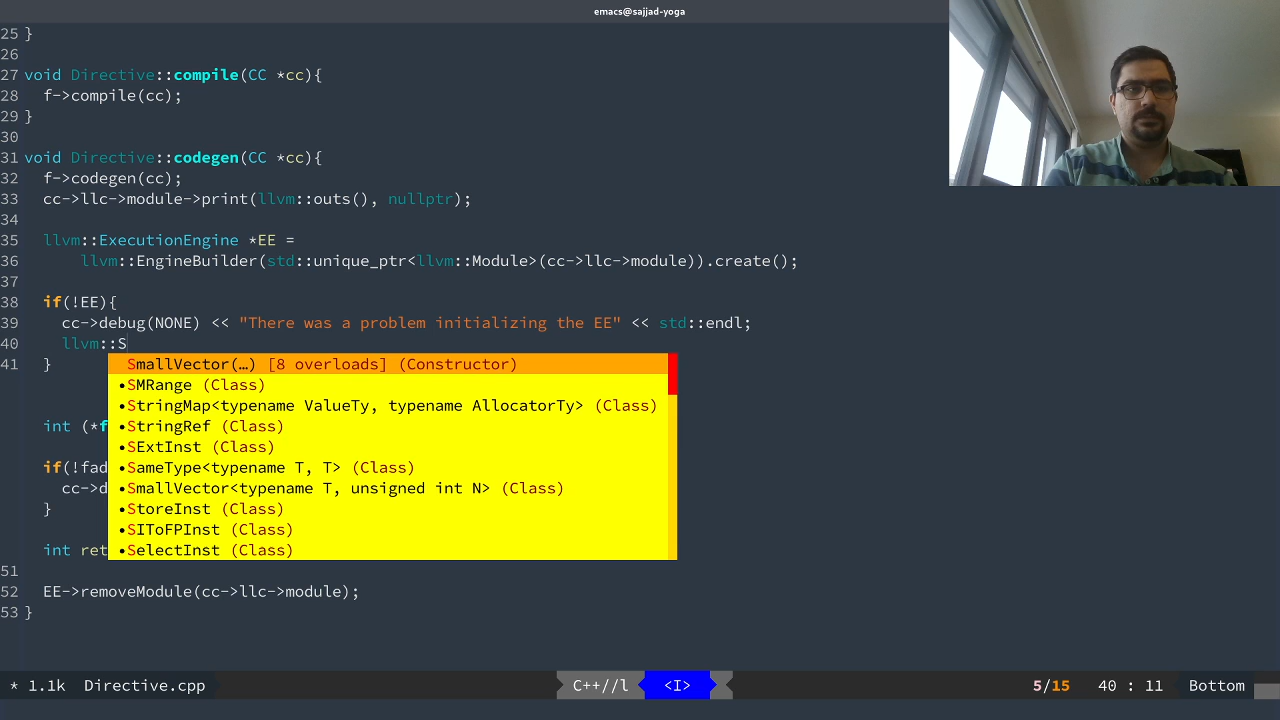 emacs@sajjad-yoga
25 }
26
27 void Directive::compile(CC *cc){
28   f->compile(cc);
29 }
30
31 void Directive::codegen(CC *cc){
32   f->codegen(cc);
33   cc->llc->module->print(llvm::outs(), nullptr);
34
35   llvm::ExecutionEngine *EE =
36       llvm::EngineBuilder(std::unique_ptr<llvm::Module>(cc->llc->module)).create();
37
38   if(!EE){
39     cc->debug(NONE) << "There was a problem initializing the EE" << std::endl;
40     llvm::S
41   }
SmallVector(…) [8 overloads] (Constructor)
•SMRange (Class)
•StringMap<typename ValueTy, typename AllocatorTy> (Class)
int (*f •StringRef (Class)
•SExtInst (Class)
if(!fad •SameType<typename T, T> (Class)
cc->d •SmallVector<typename T, unsigned int N> (Class)
} •StoreInst (Class)
•SIToFPInst (Class)
int ret •SelectInst (Class)
51
52   EE->removeModule(cc->llc->module);
53 }
* 1.1k Directive.cpp C++//l <I> 5/15 40 : 11 Bottom